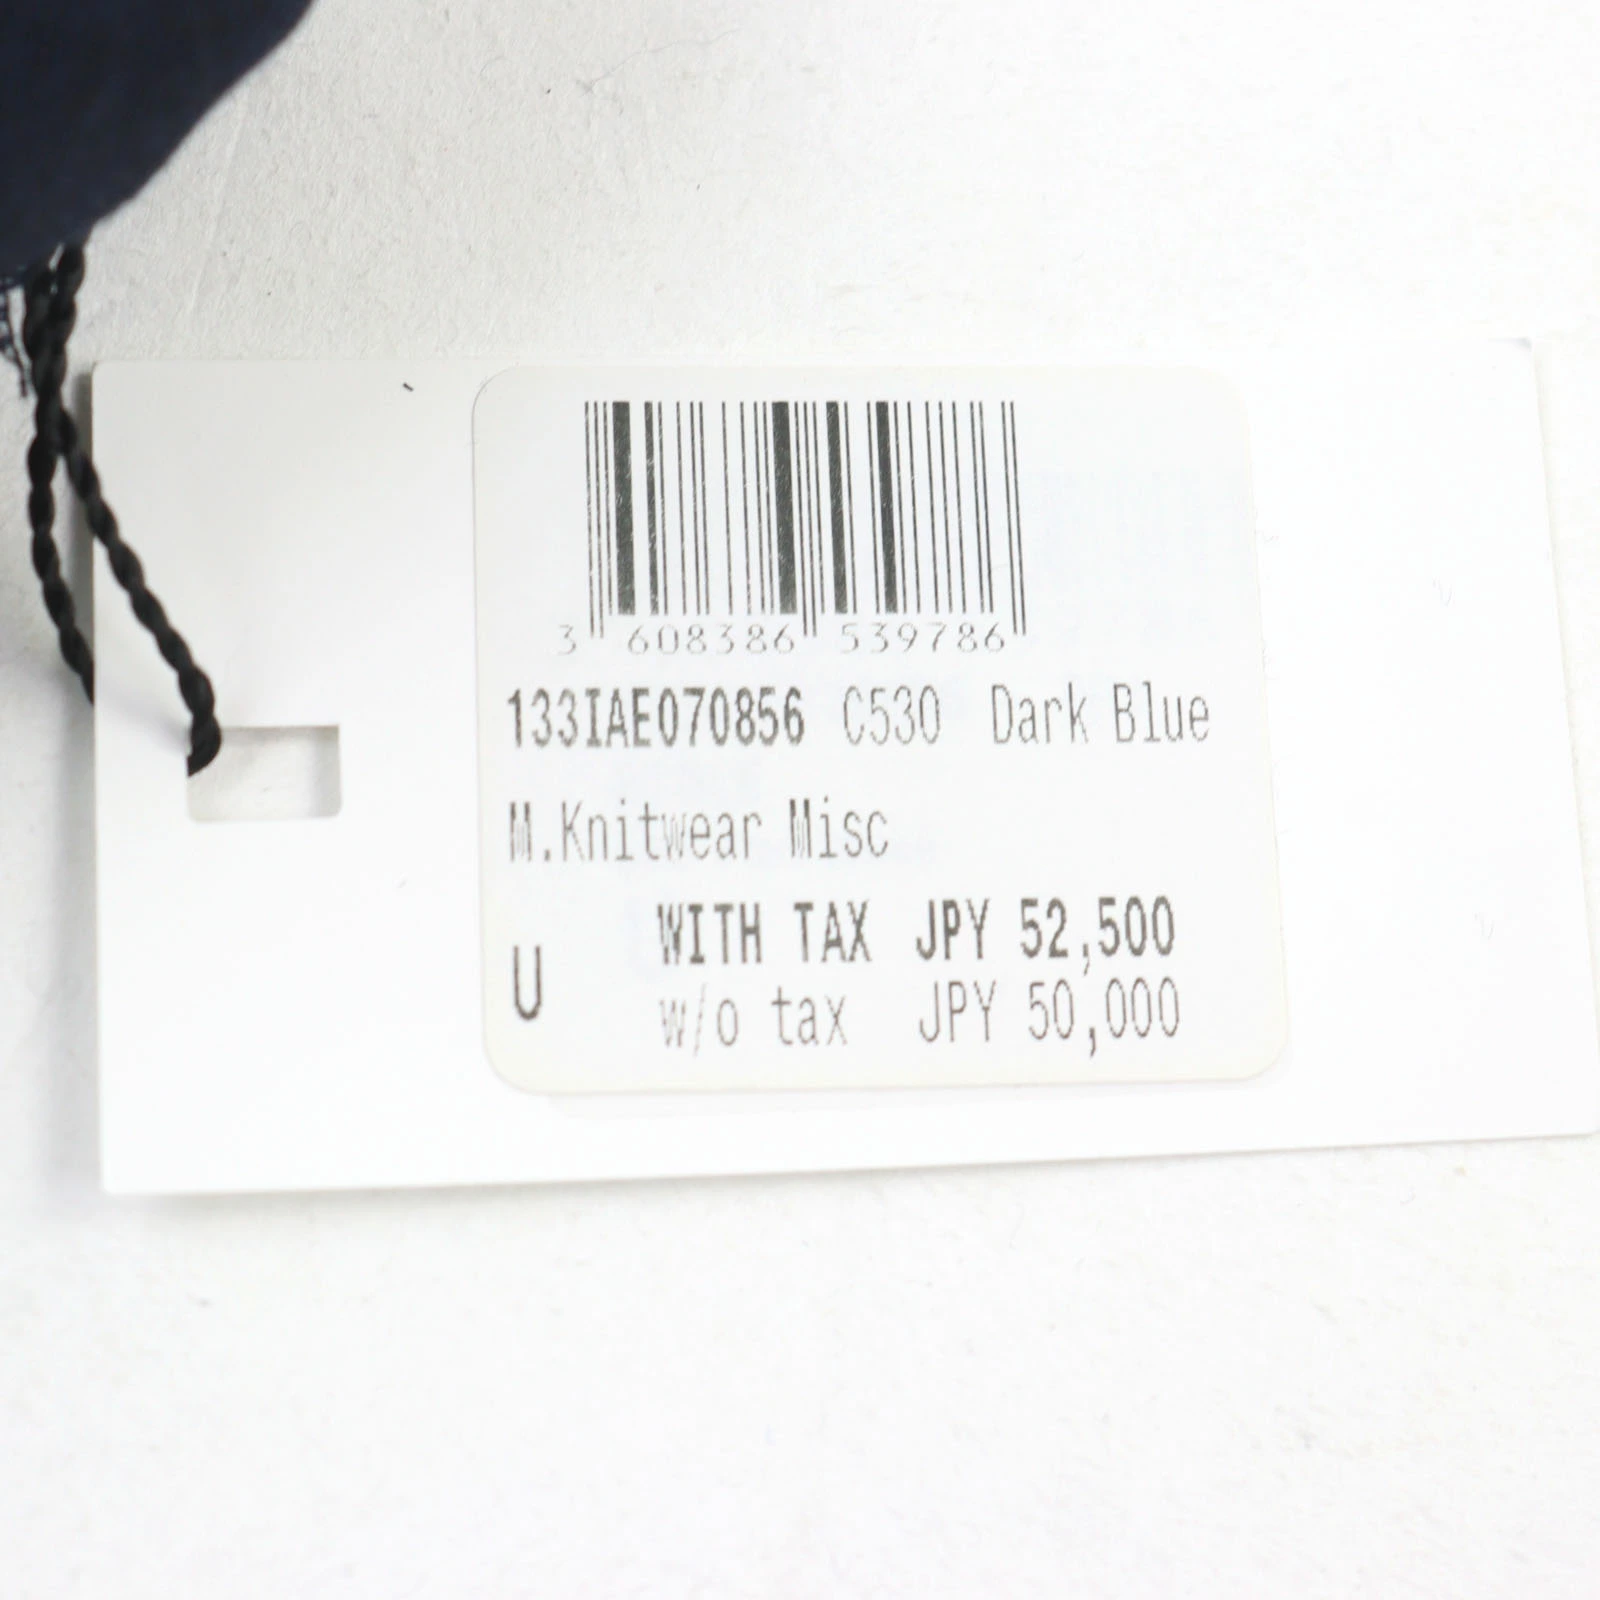 3 608386 539786
133IAE070856 C530 Dark Blue
M.Knitwear Misc
WITH TAX JPY 52,500
U
w/o tax JPY 50,000